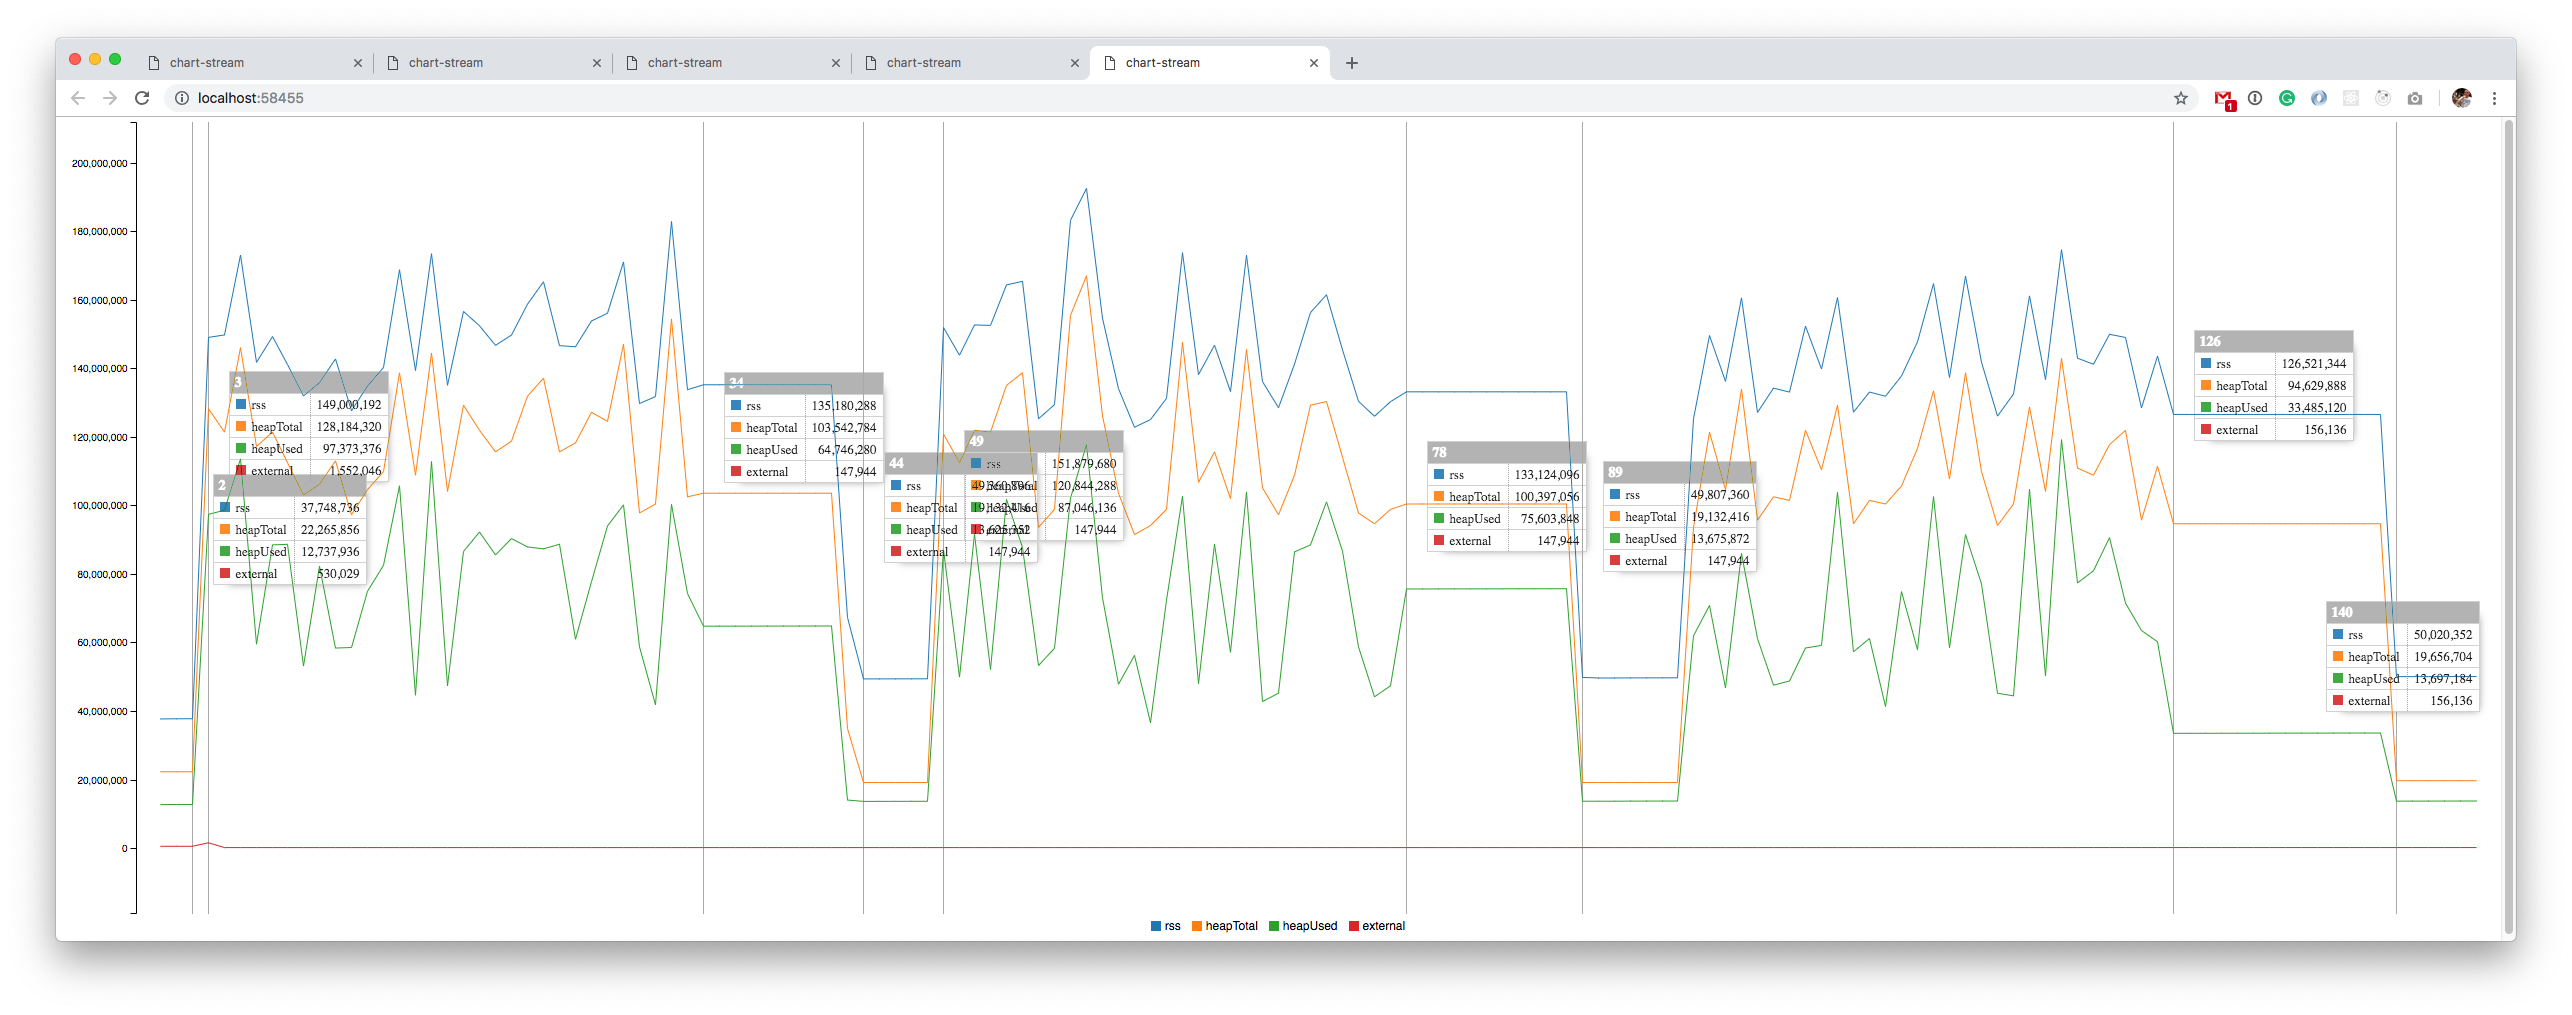 chart-stream
chart-stream
chart-stream
chart-stream
chart-stream
localhost:58455
1
200,000,000
180,000,000
160,000,000
140,000,000
120,000,000
100,000,000
80,000,000
60,000,000
40,000,000
20,000,000
0
3
rss 149,000,192
heapTotal 128,184,320
heapUsed 97,373,376
external 1,552,046
2
rss 37,748,736
heapTotal 22,265,856
heapUsed 12,737,936
external 530,029
34
rss 135,180,288
heapTotal 103,542,784
heapUsed 64,746,280
external 147,944
44
rss
heapTotal 19,132,416
heapUsed 13,625,352
external 147,944
49
rss 151,879,680
heapTotal 120,844,288
heapUsed 87,046,136
external 147,944
78
rss 133,124,096
heapTotal 100,397,056
heapUsed 75,603,848
external 147,944
89
rss 49,807,360
heapTotal 19,132,416
heapUsed 13,675,872
external 147,944
126
rss 126,521,344
heapTotal 94,629,888
heapUsed 33,485,120
external 156,136
140
rss 50,020,352
heapTotal 19,656,704
heapUsed 13,697,184
external 156,136
rss heapTotal heapUsed external